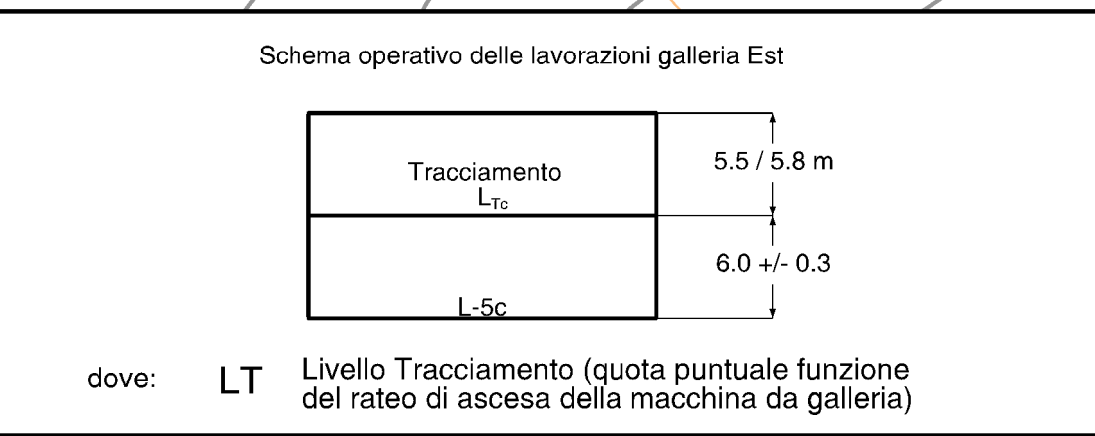 Schema operativo delle lavorazioni galleria Est
Tracciamento
L_Tc
5.5 / 5.8 m
6.0 +/- 0.3
L-5c
dove:
LT
Livello Tracciamento (quota puntuale funzione
del rateo di ascesa della macchina da galleria)